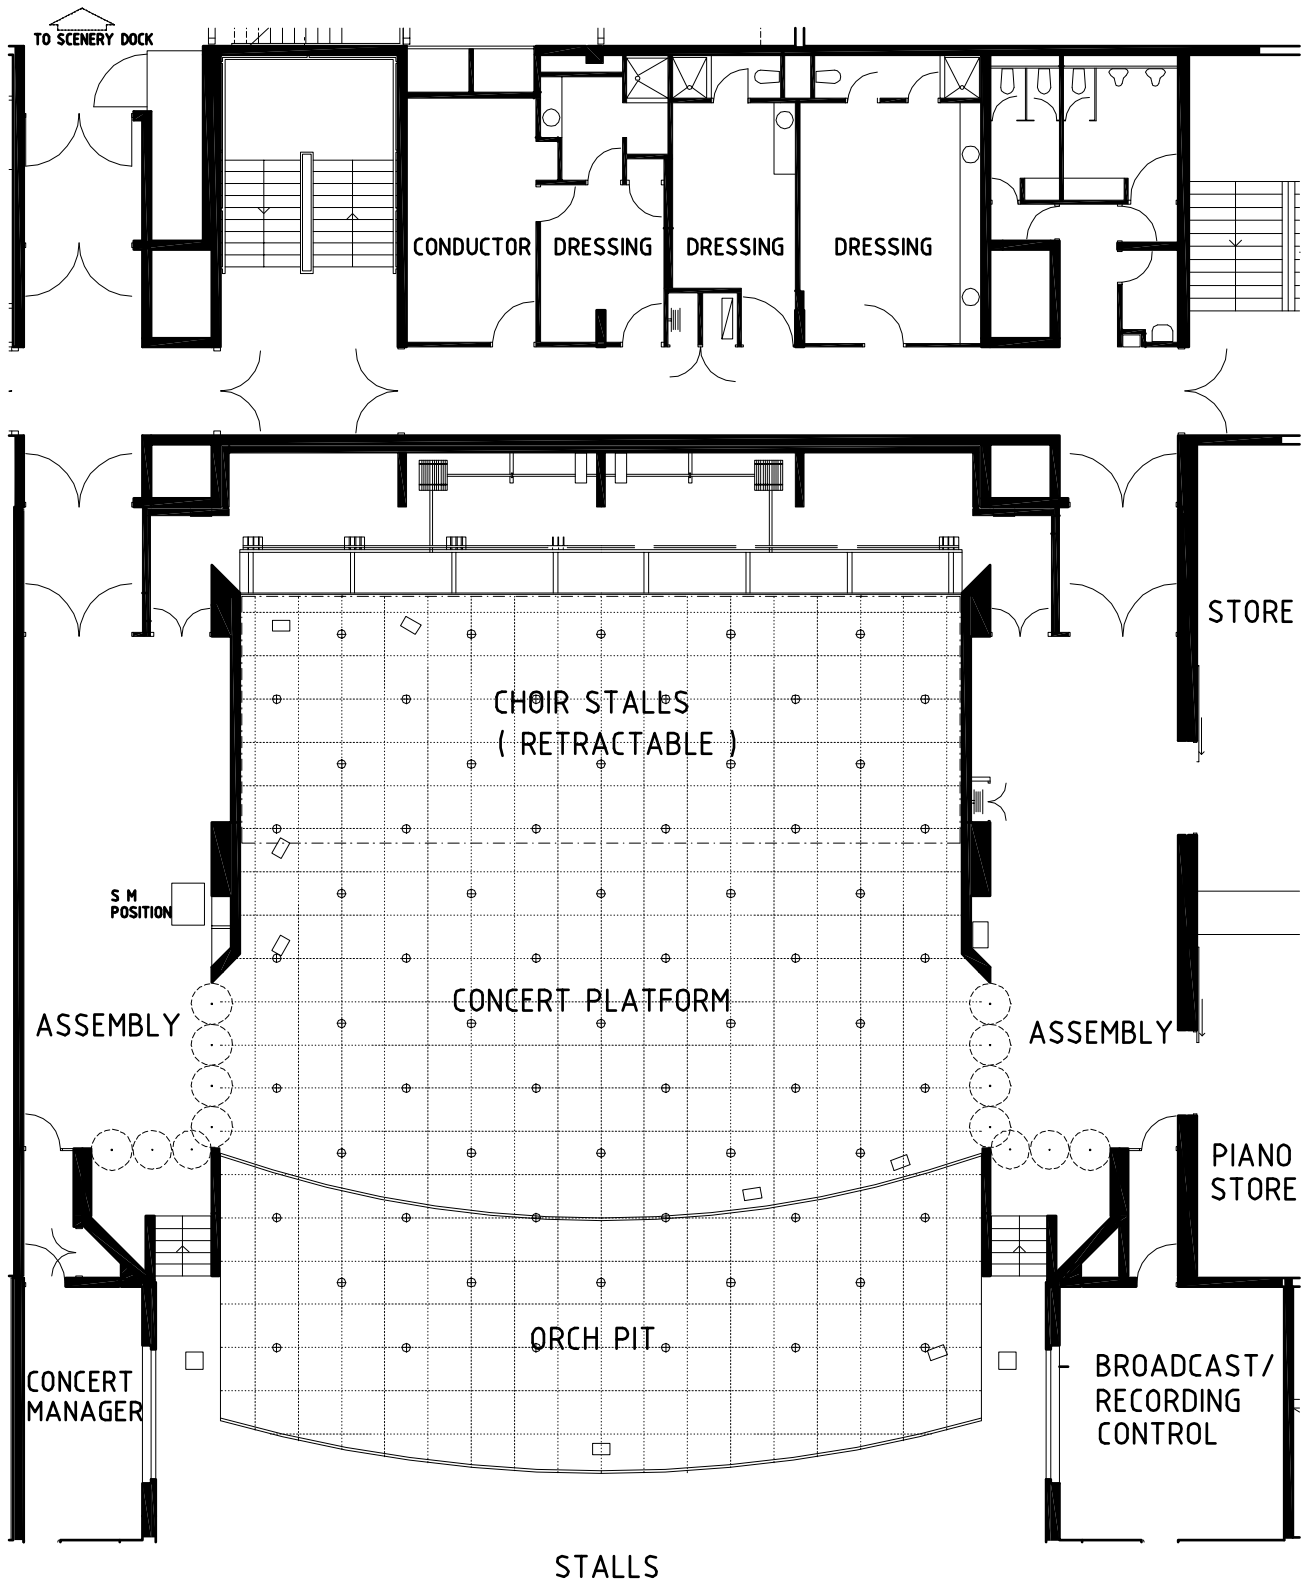 TO SCENERY DOCK
CONDUCTOR
DRESSING
DRESSING
DRESSING
STORE
CHOIR STALLS
( RETRACTABLE )
S M
POSITION
CONCERT PLATFORM
ASSEMBLY
ASSEMBLY
PIANO
STORE
ORCH PIT
CONCERT
MANAGER
BROADCAST/
RECORDING
CONTROL
STALLS